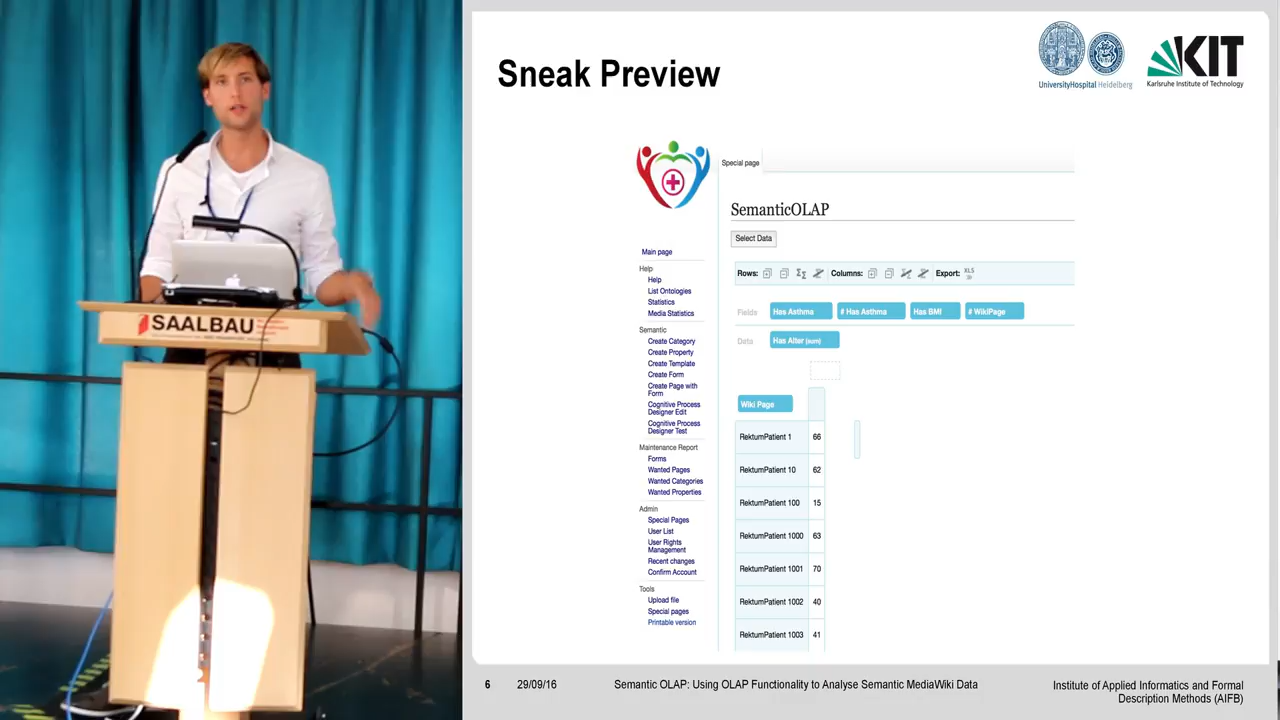 Sneak Preview
UniversityHospital Heidelberg
KIT
Karlsruhe Institute of Technology
SAALBAU
Special page
SemanticOLAP
Select Data
Rows: Columns: Export: XLS
Fields Has Asthma # Has Asthma Has BMI # WikiPage
Data Has Alter (sum)
Wiki Page
RektumPatient 1 66
RektumPatient 10 62
RektumPatient 100 15
RektumPatient 1000 63
RektumPatient 1001 70
RektumPatient 1002 40
RektumPatient 1003 41
Main page
Help
Help
List Ontologies
Statistics
Media Statistics
Semantic
Create Category
Create Property
Create Template
Create Form
Create Page with
Form
Cognitive Process
Designer Edit
Cognitive Process
Designer Test
Maintenance Report
Forms
Wanted Pages
Wanted Categories
Wanted Properties
Admin
Special Pages
User List
User Rights
Management
Recent changes
Confirm Account
Tools
Upload file
Special pages
Printable version
6 29/09/16 Semantic OLAP: Using OLAP Functionality to Analyse Semantic MediaWiki Data
Institute of Applied Informatics and Formal
Description Methods (AIFB)